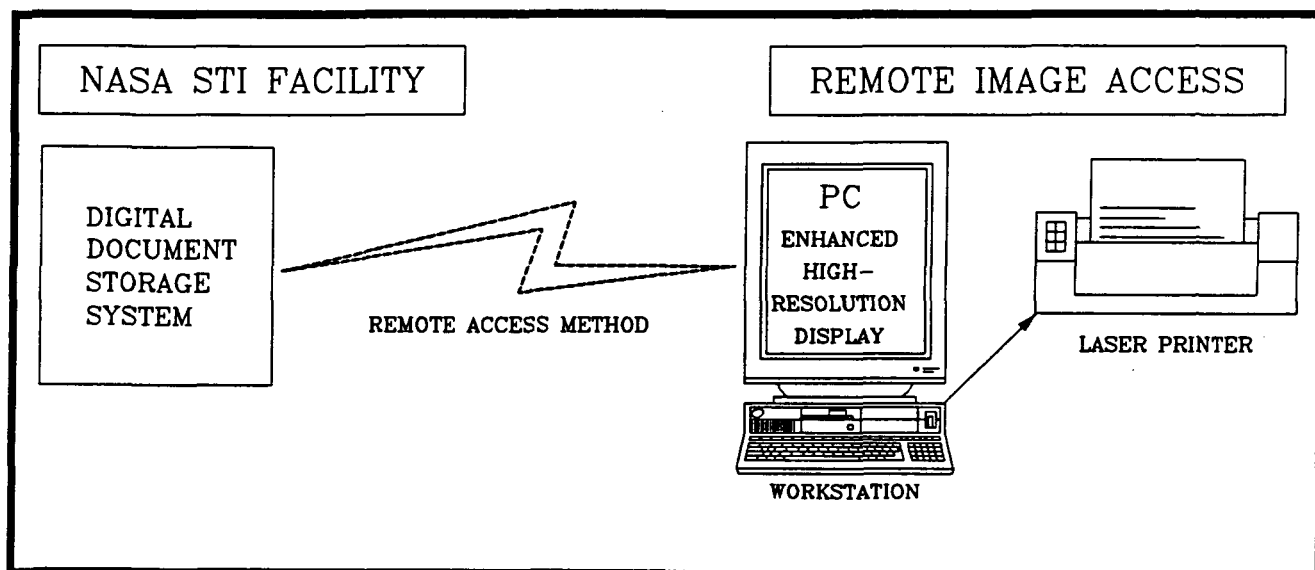 NASA STI FACILITY
REMOTE IMAGE ACCESS
DIGITAL
DOCUMENT
STORAGE
SYSTEM
REMOTE ACCESS METHOD
PC
ENHANCED
HIGH-
RESOLUTION
DISPLAY
WORKSTATION
LASER PRINTER